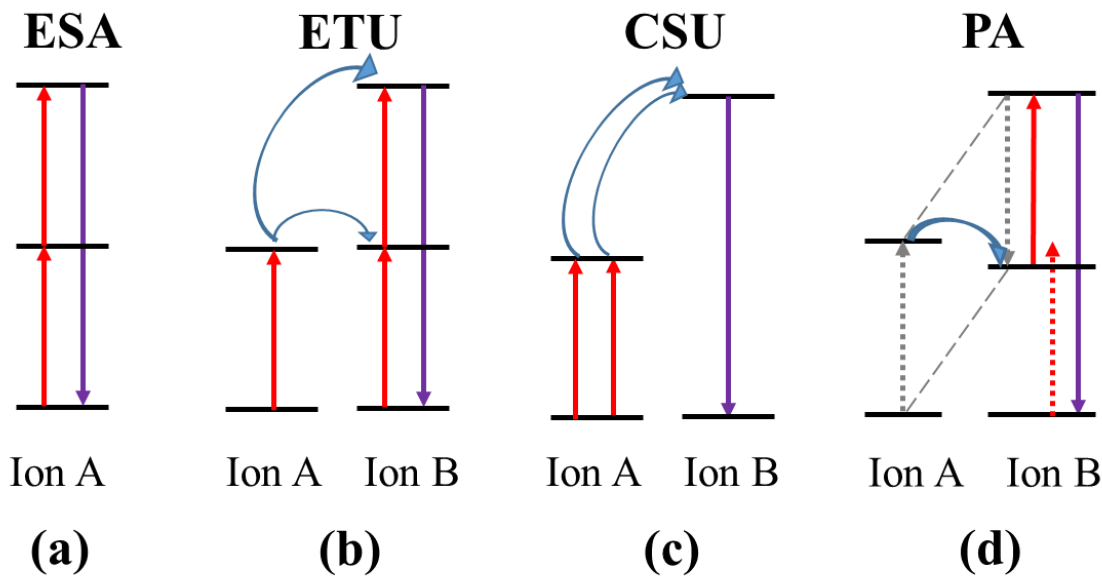 ESA ETU CSU PA
Ion A Ion A Ion B Ion A Ion B Ion A Ion B
(a) (b) (c) (d)